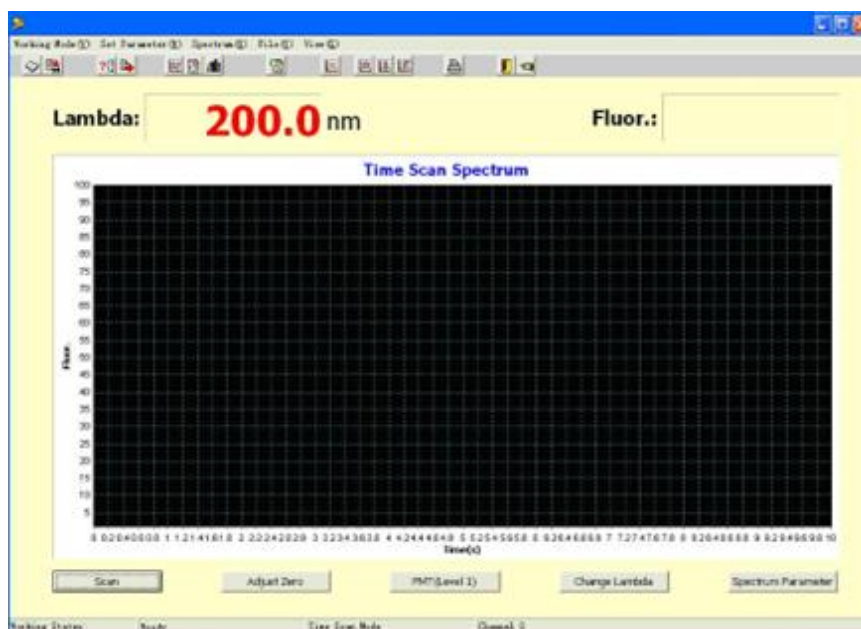 Working Mode(Y) Set Parameter(X) Spectrum(Z) File(F) View(V)
Lambda: 200.0 nm Fluor.:
Time Scan Spectrum
100
95
90
85
80
75
70
65
60
55
50
45
40
35
30
25
20
15
10
5
Fluor.
Time(s)
Scan Adjust Zero PMT(Level 1) Change Lambda Spectrum Parameter
Working Status Ready Time Scan Mode